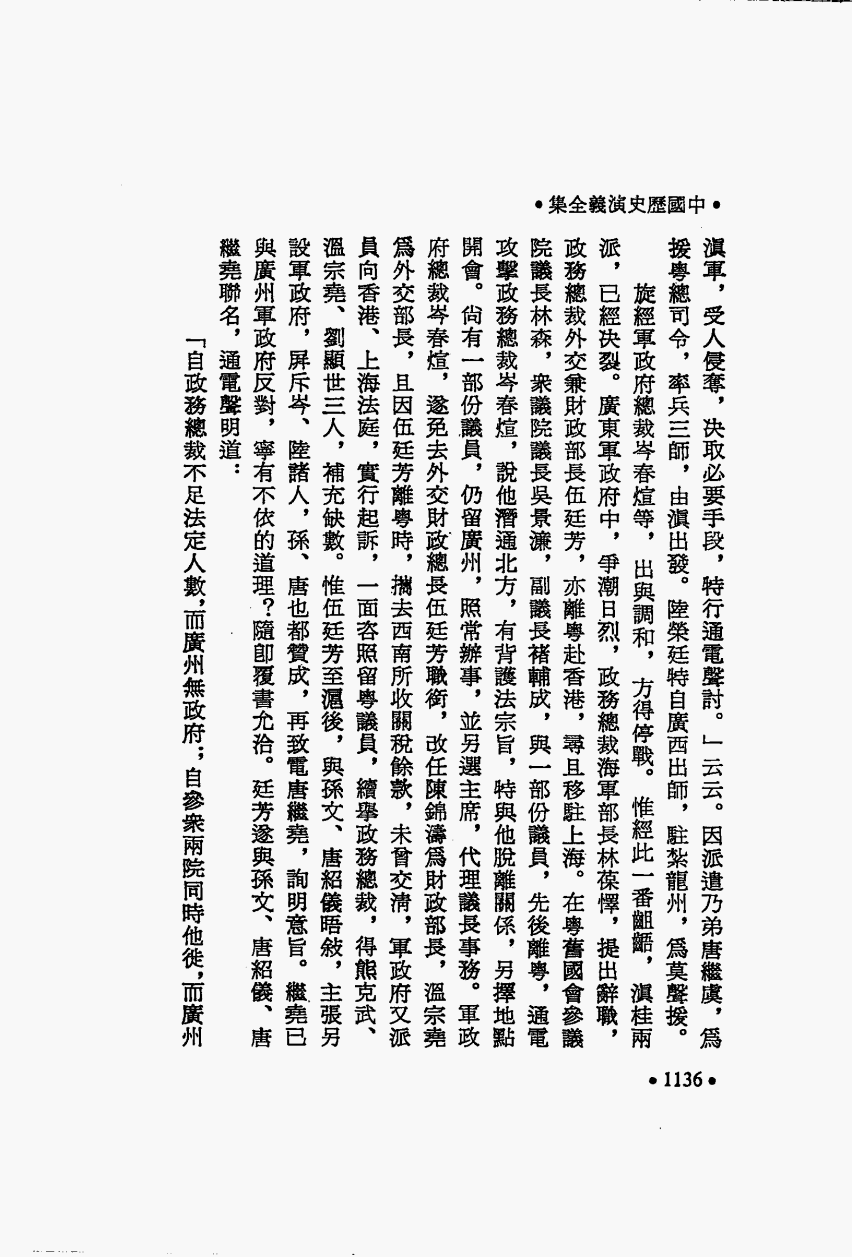 •中國歷史演義全集•
滇軍，受人侵奪，決取必要手段，特行通電聲討。」云云。因派遣乃弟唐繼虞，爲
援粵總司令，率兵三師，由滇出發。陸榮廷特自廣西出師，駐紮龍州，爲莫聲援。
旋經軍政府總裁岑春煊等，出與調和，方得停戰。惟經此一番齟齬，滇桂兩
派，已經決裂。廣東軍政府中，爭潮日烈，政務總裁海軍部長林葆懌，提出辭職，
政務總裁外交兼財政部長伍廷芳，亦離粵赴香港，尋且移駐上海。在粵舊國會參議
院議長林森，衆議院議長吳景濂，副議長褚輔成，與一部份議員，先後離粵，通電
攻擊政務總裁岑春煊，說他潛通北方，有背護法宗旨，特與他脫離關係，另擇地點
開會。尙有一部份議員，仍留廣州，照常辦事，並另選主席，代理議長事務。軍政
府總裁岑春煊，遂免去外交財政總長伍廷芳職銜，改任陳錦濤爲財政部長，溫宗堯
爲外交部長，且因伍廷芳離粵時，攜去西南所收關稅餘款，未曾交淸，軍政府又派
員向香港、上海法庭，實行起訴，一面咨照留粵議員，續舉政務總裁，得熊克武、
溫宗堯、劉顯世三人，補充缺數。惟伍廷芳至滬後，與孫文、唐紹儀晤敍，主張另
設軍政府，屏斥岑、陸諸人，孫、唐也都贊成，再致電唐繼堯，詢明意旨。繼堯已
與廣州軍政府反對，寧有不依的道理？隨卽覆書允洽。廷芳遂與孫文、唐紹儀、唐
繼堯聯名，通電聲明道：
「自政務總裁不足法定人數，而廣州無政府；自參衆兩院同時他徙，而廣州
•1136•